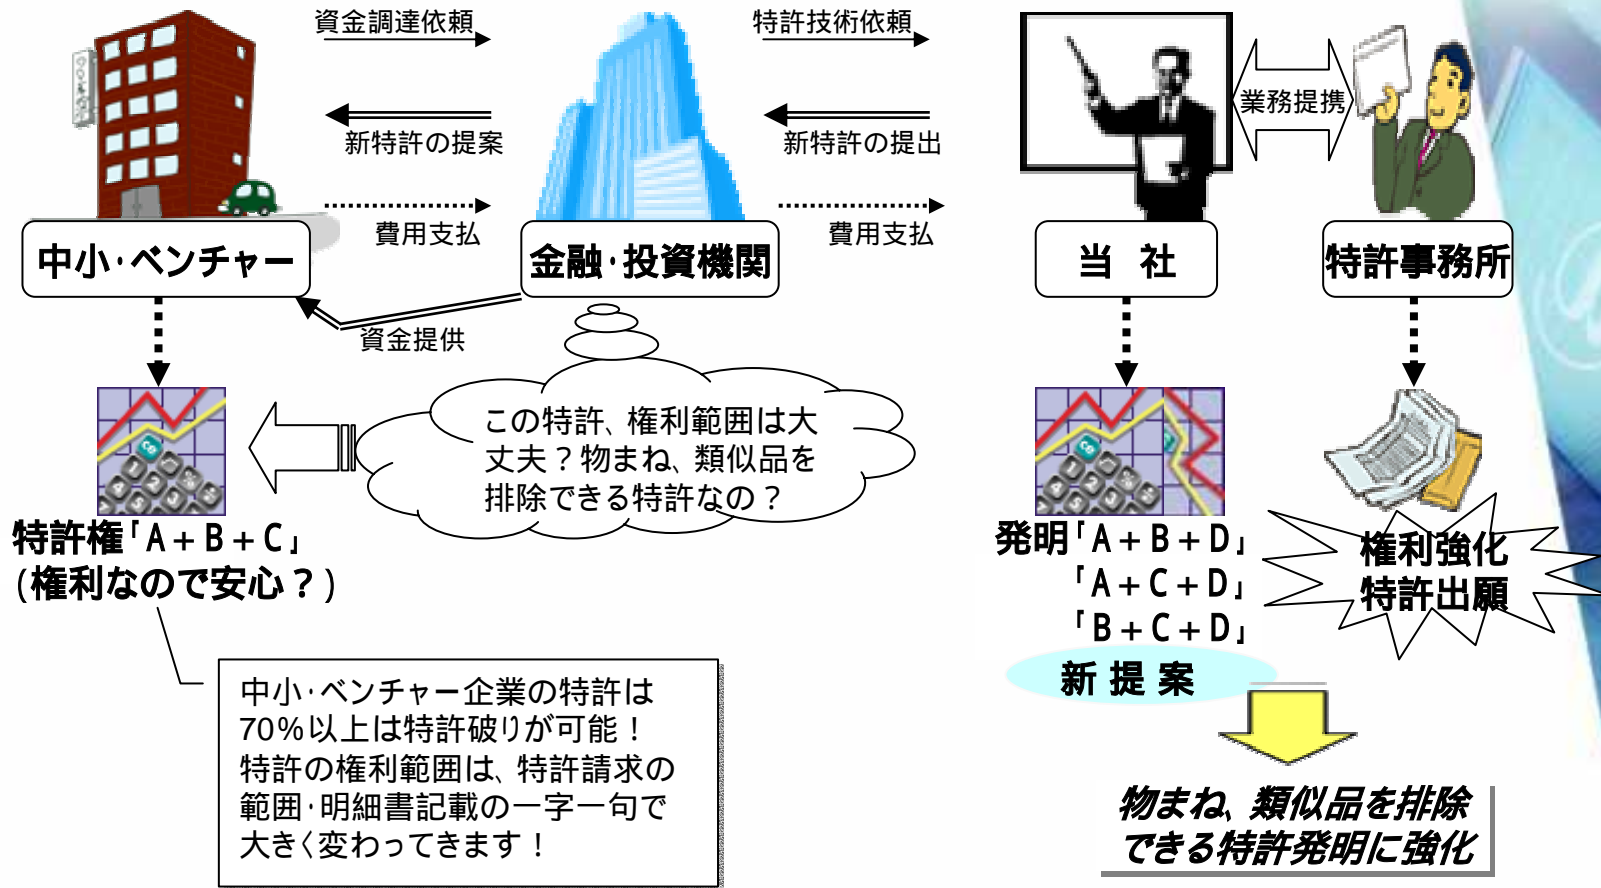 資金調達依頼
特許技術依頼
業務提携
新特許の提案
新特許の提出
費用支払
費用支払
中小・ベンチャー
金融・投資機関
当 社
特許事務所
資金提供
この特許、権利範囲は大
丈夫？物まね、類似品を
排除できる特許なの？
特許権「A+B+C」
(権利なので安心？)
発明「A+B+D」
「A+C+D」
「B+C+D」
権利強化
特許出願
新 提 案
中小・ベンチャー企業の特許は
70%以上は特許破りが可能！
特許の権利範囲は、特許請求の
範囲・明細書記載の一字一句で
大きく変わってきます！
物まね、類似品を排除
できる特許発明に強化